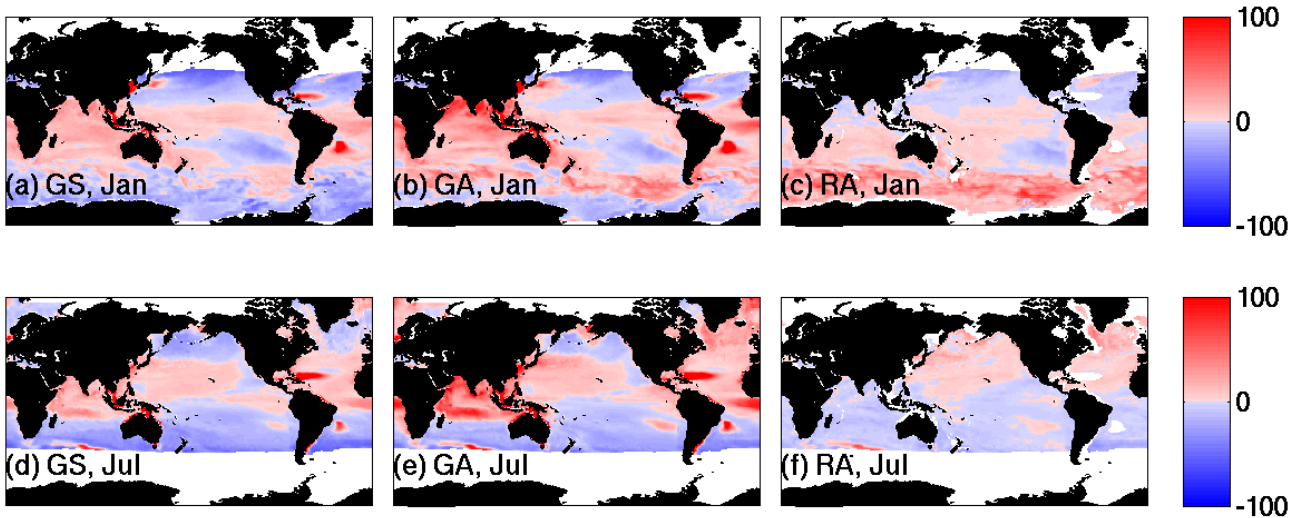 (a) GS, Jan
(b) GA, Jan
(c) RA, Jan
100
0
-100
(d) GS, Jul
(e) GA, Jul
(f) RA, Jul
100
0
-100